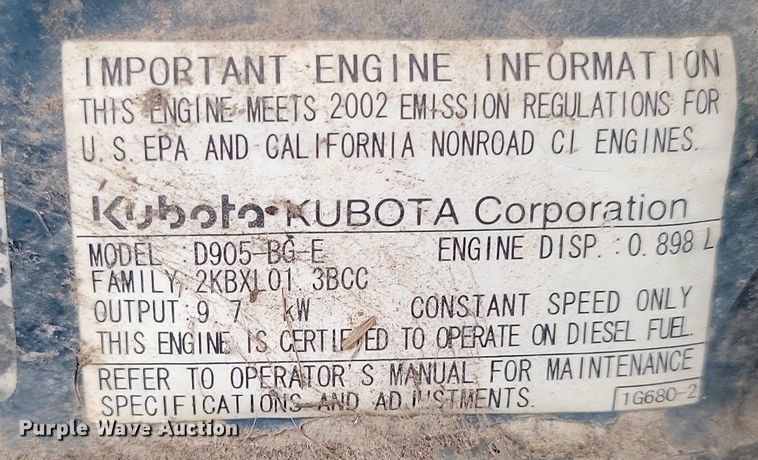 IMPORTANT ENGINE INFORMATION
THIS ENGINE MEETS 2002 EMISSION REGULATIONS FOR
U.S. EPA AND CALIFORNIA NONROAD CI ENGINES.
Kubota KUBOTA Corporation
MODEL : D905-BG-E ENGINE DISP.:0.898 L
FAMILY:2KBXL01.3BCC
OUTPUT:9.7 kW CONSTANT SPEED ONLY
THIS ENGINE IS CERTIFIED TO OPERATE ON DIESEL FUEL.
REFER TO OPERATOR'S MANUAL FOR MAINTENANCE
SPECIFICATIONS AND ADJUSTMENTS.
1G680-2
Purple Wave Auction